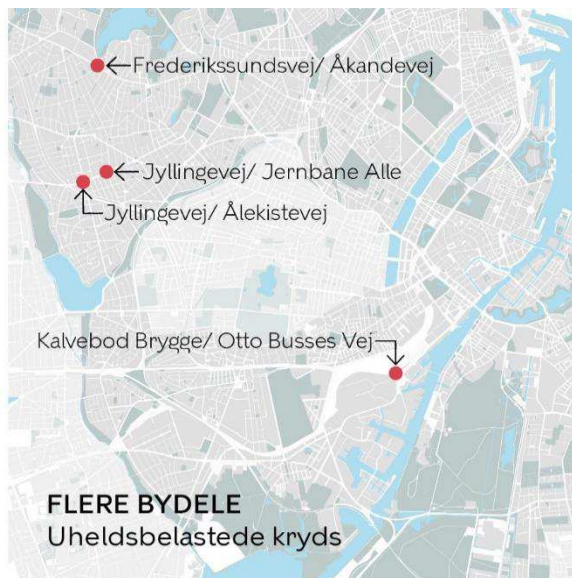 Frederikssundsvej/ Åkandevej
Jyllingevej/ Jernbane Alle
Jyllingevej/ Ålekistevej
Kalvebod Brygge/ Otto Busses Vej
FLERE BYDELE
Uheldsbelastede kryds